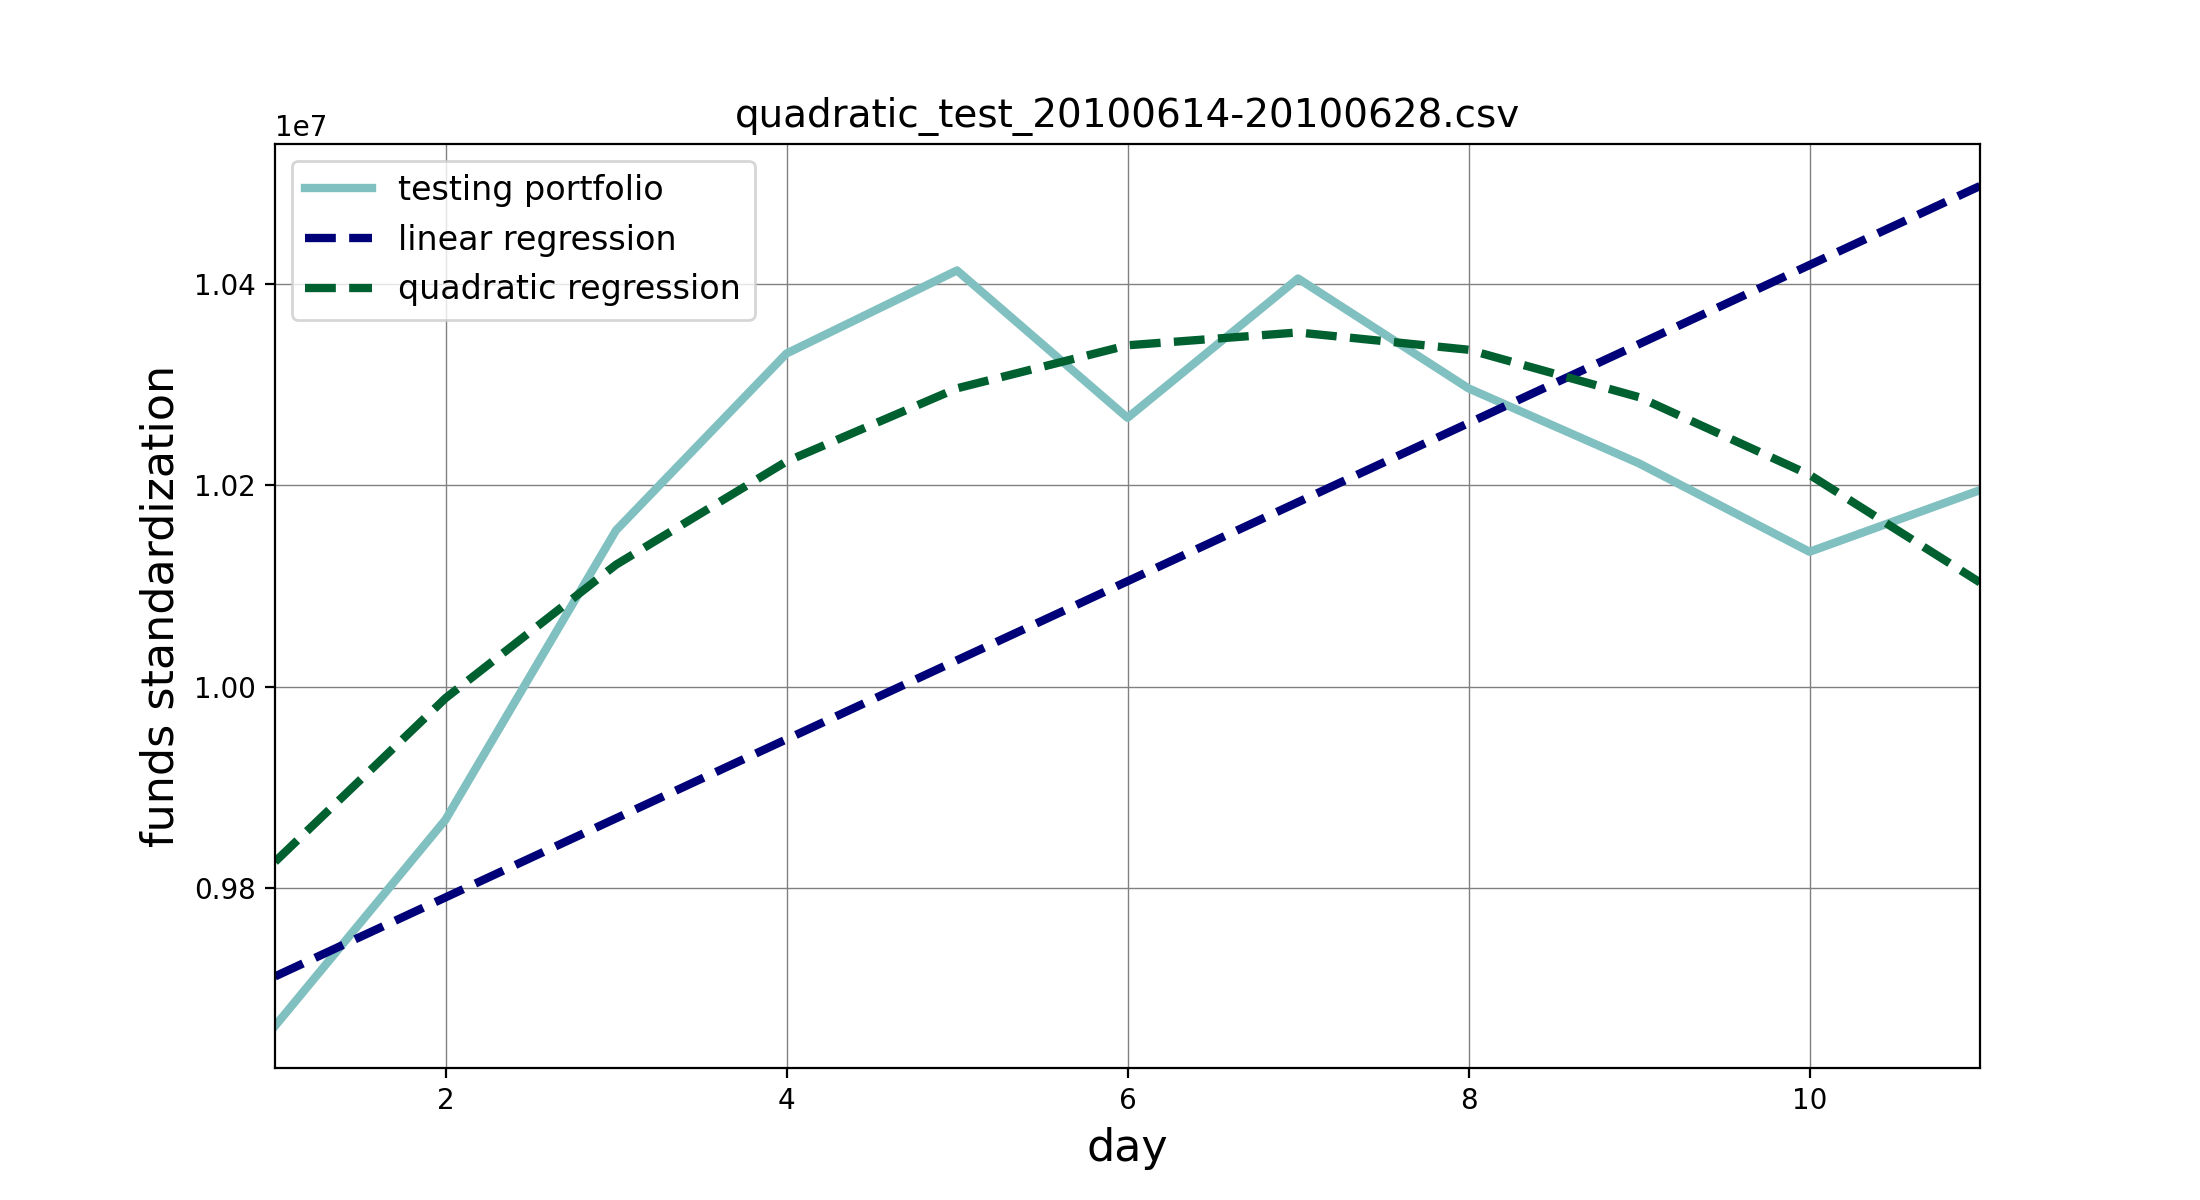 quadratic_test_20100614-20100628.csv
1e7
testing portfolio
linear regression
quadratic regression
1.04
1.02
1.00
0.98
funds standardization
2 4 6 8 10
day